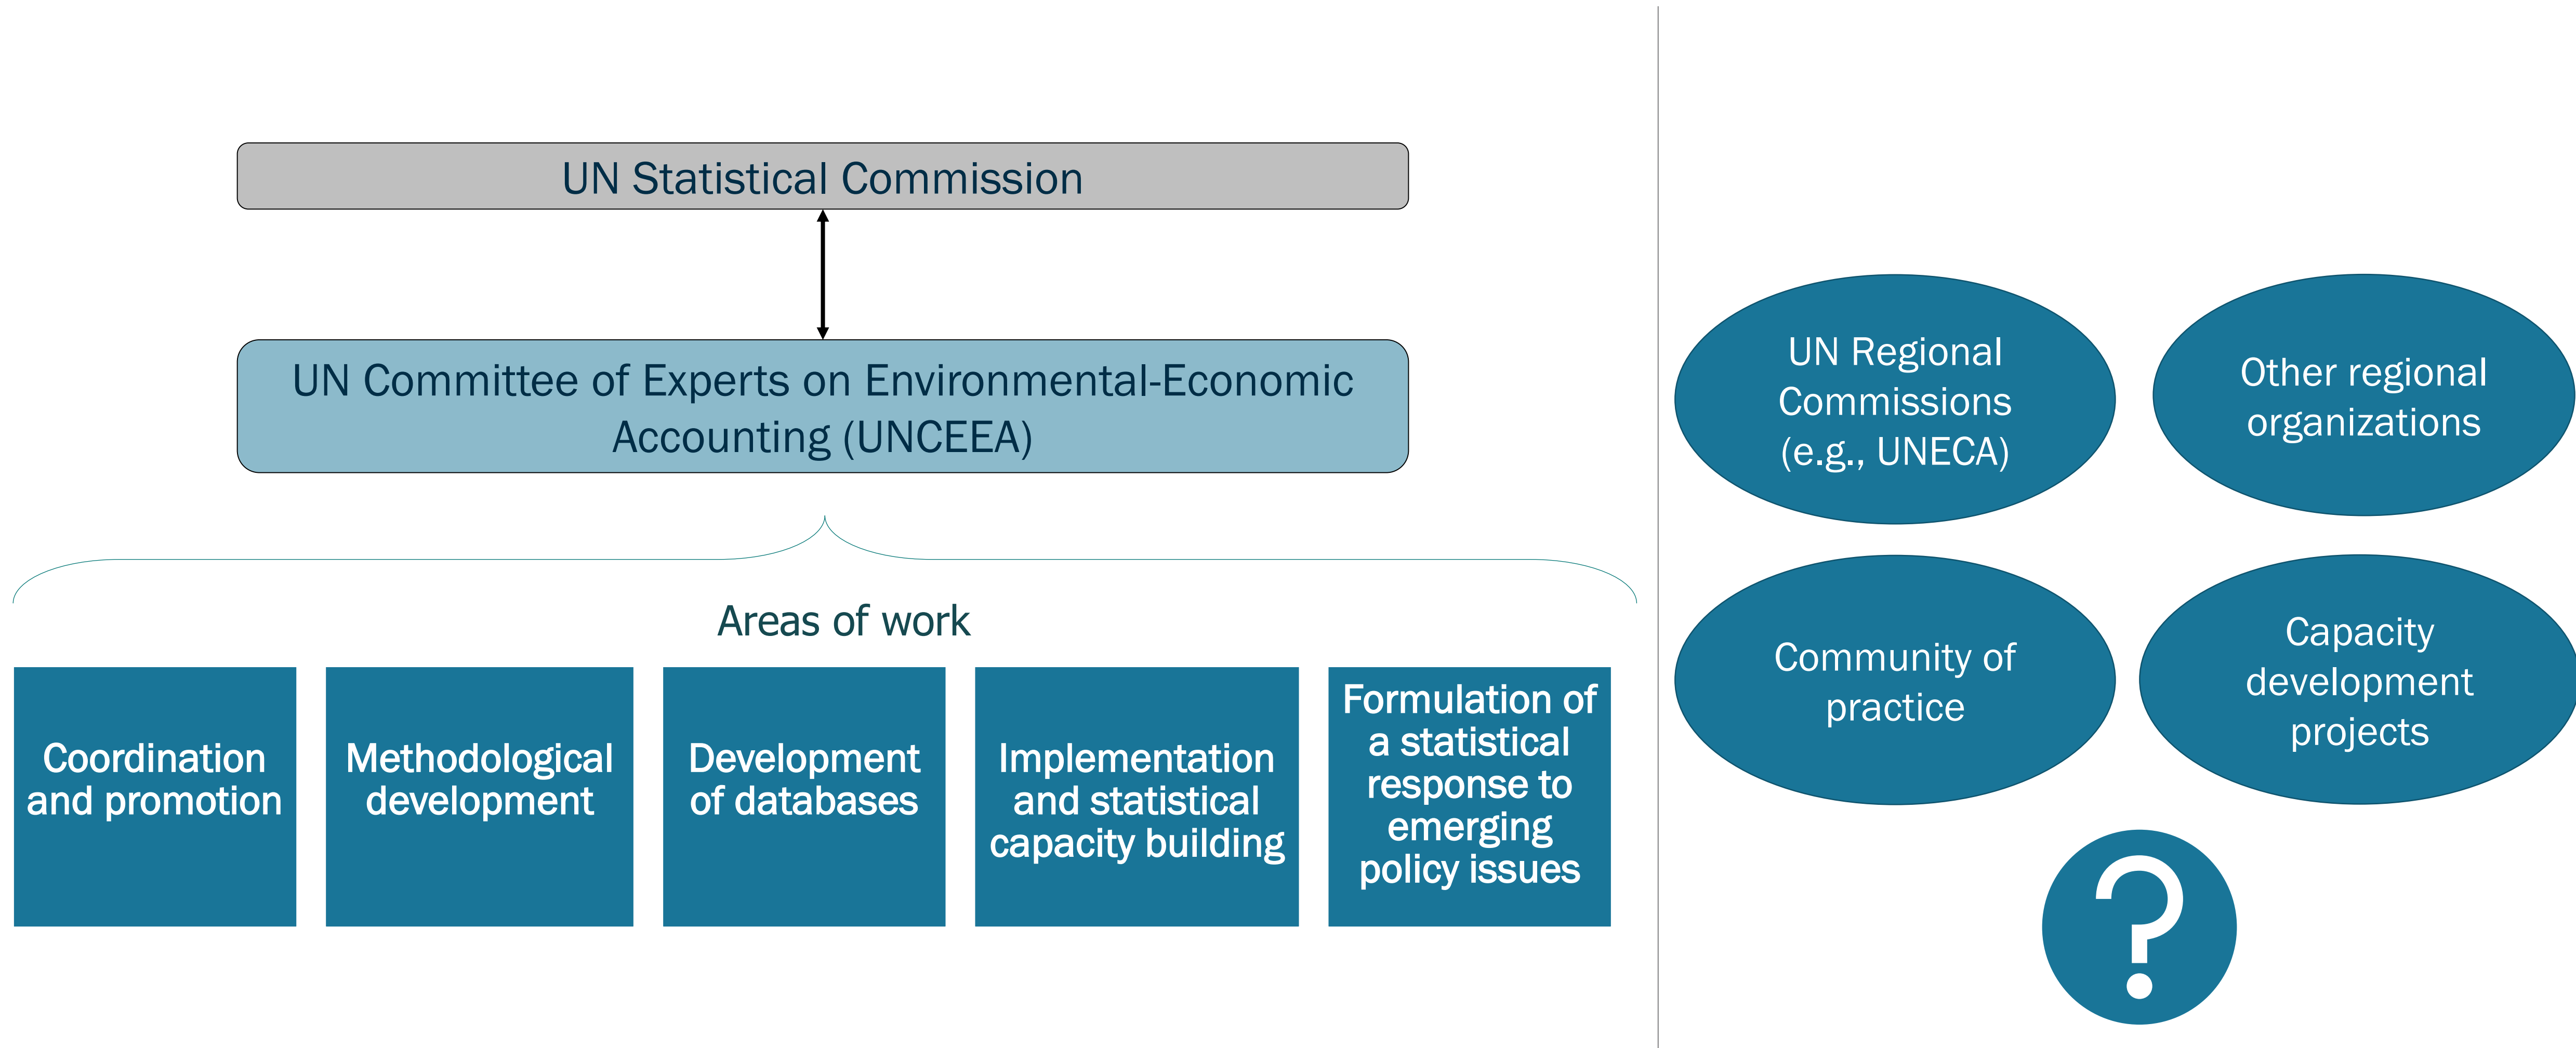 UN Statistical Commission
UN Committee of Experts on Environmental-Economic
Accounting (UNCEEA)
Areas of work
Coordination
and promotion
Methodological
development
Development
of databases
Implementation
and statistical
capacity building
Formulation of
a statistical
response to
emerging
policy issues
UN Regional
Commissions
(e.g., UNECA)
Other regional
organizations
Community of
practice
Capacity
development
projects
?